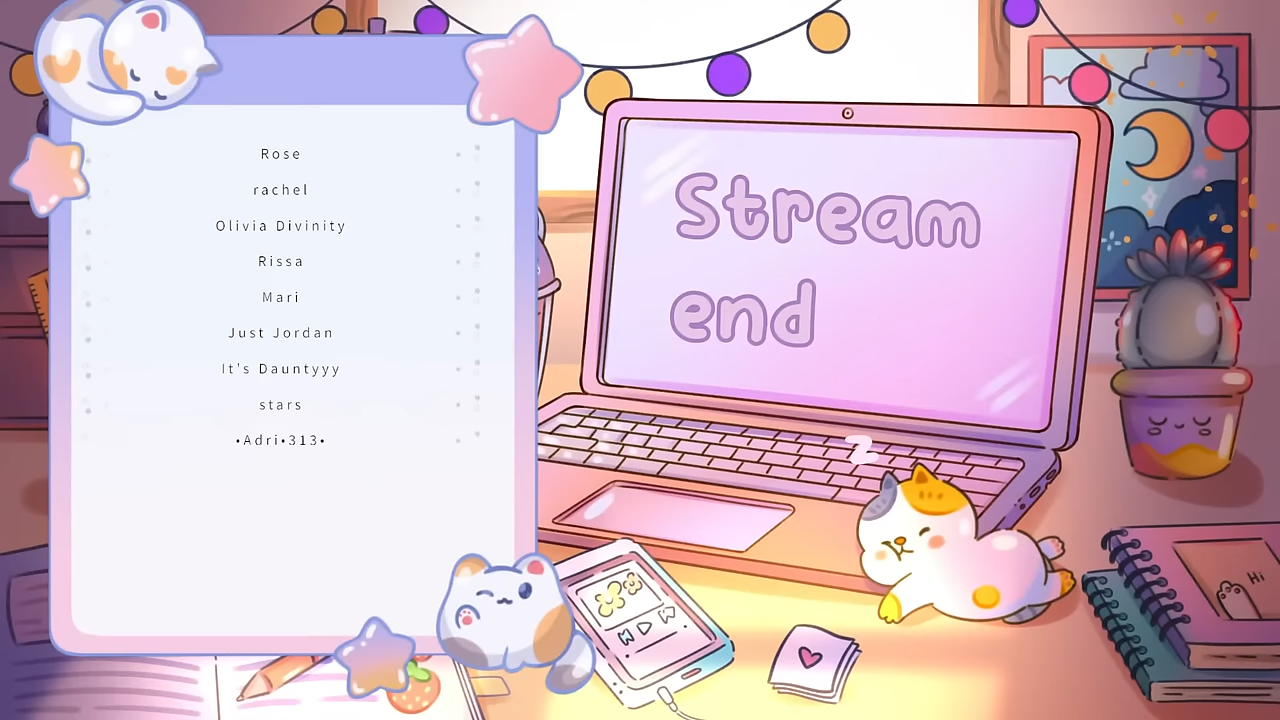 Rose
rachel
Olivia Divinity
Rissa
Mari
Just Jordan
It's Dauntyyy
stars
•Adri•313•
Stream
end
z
Hi